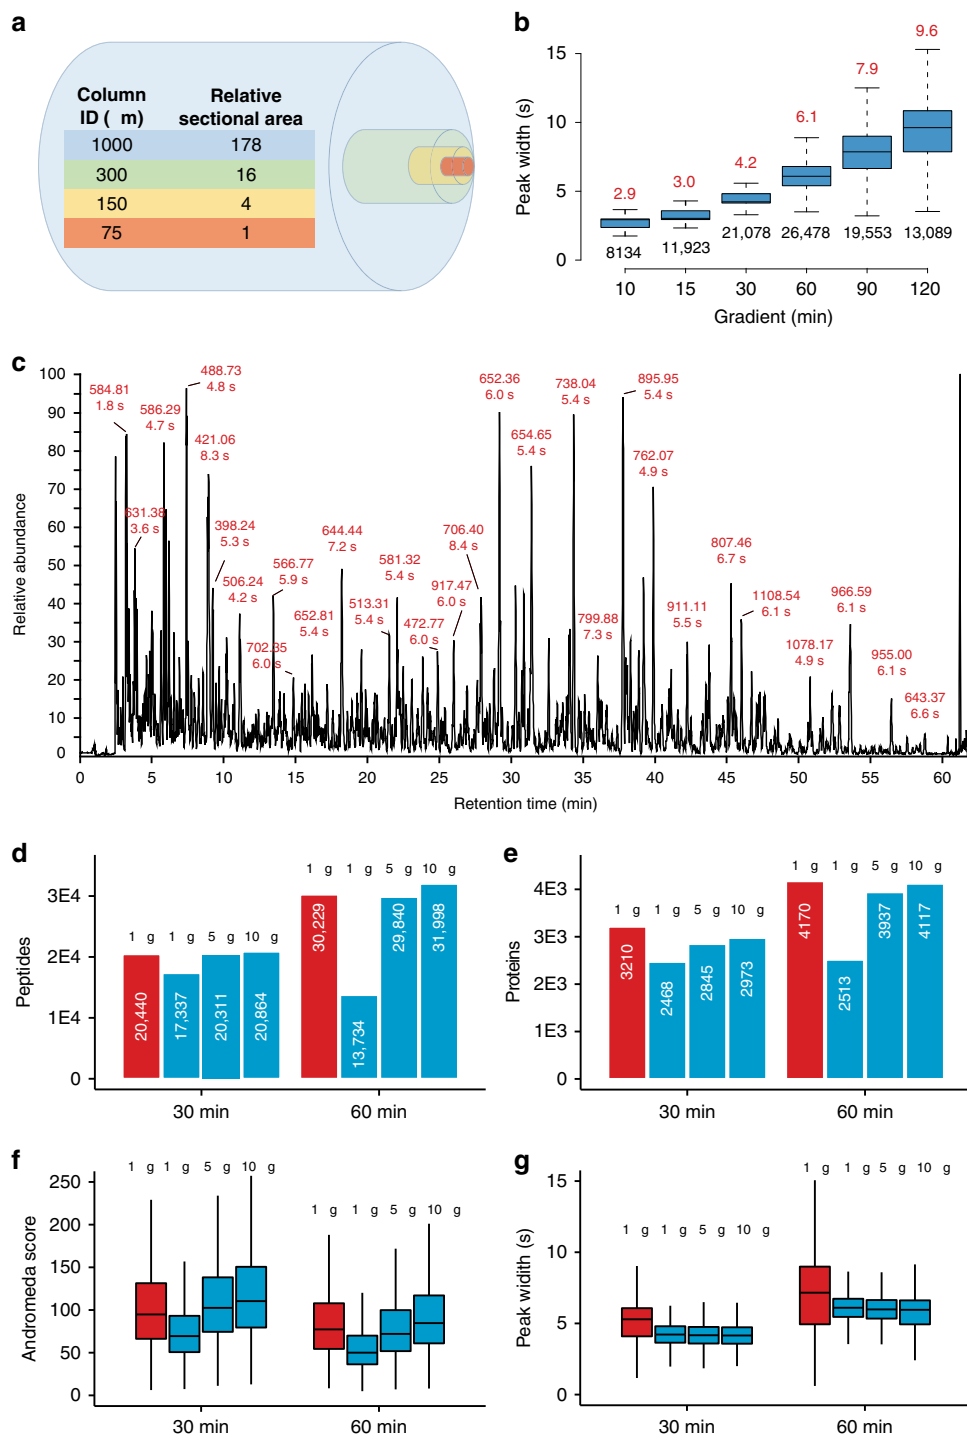 a
Column ID ( m)
Relative sectional area
1000 178
300 16
150 4
75 1
b
Peak width (s)
15
10
5
0
2.9
3.0
4.2
6.1
7.9
9.6
8134
11,923
21,078
26,478
19,553
13,089
10 15 30 60 90 120
Gradient (min)
c
Relative abundance
100
90
80
70
60
50
40
30
20
10
0
584.81
1.8 s
631.38
3.6 s
586.29
4.7 s
488.73
4.8 s
421.06
8.3 s
398.24
5.3 s
506.24
4.2 s
566.77
5.9 s
702.35
6.0 s
652.81
5.4 s
644.44
7.2 s
513.31
5.4 s
581.32
5.4 s
472.77
6.0 s
917.47
6.0 s
706.40
8.4 s
652.36
6.0 s
654.65
5.4 s
738.04
5.4 s
799.88
7.3 s
895.95
5.4 s
762.07
4.9 s
911.11
5.5 s
807.46
6.7 s
1108.54
6.1 s
1078.17
4.9 s
966.59
6.1 s
955.00
6.1 s
643.37
6.6 s
0 5 10 15 20 25 30 35 40 45 50 55 60
Retention time (min)
d
Peptides
3E4
2E4
1E4
0
1 g 1 g 5 g 10 g
20,440
17,337
20,311
20,864
1 g 1 g 5 g 10 g
30,229
13,734
29,840
31,998
30 min 60 min
e
Proteins
4E3
3E3
2E3
1E3
0
1 g 1 g 5 g 10 g
3210
2468
2845
2973
1 g 1 g 5 g 10 g
4170
2513
3937
4117
30 min 60 min
f
Andromeda score
250
200
150
100
50
0
1 g 1 g 5 g 10 g
1 g 1 g 5 g 10 g
30 min 60 min
g
Peak widith (s)
15
10
5
0
1 g 1 g 5 g 10 g
1 g 1 g 5 g 10 g
30 min 60 min